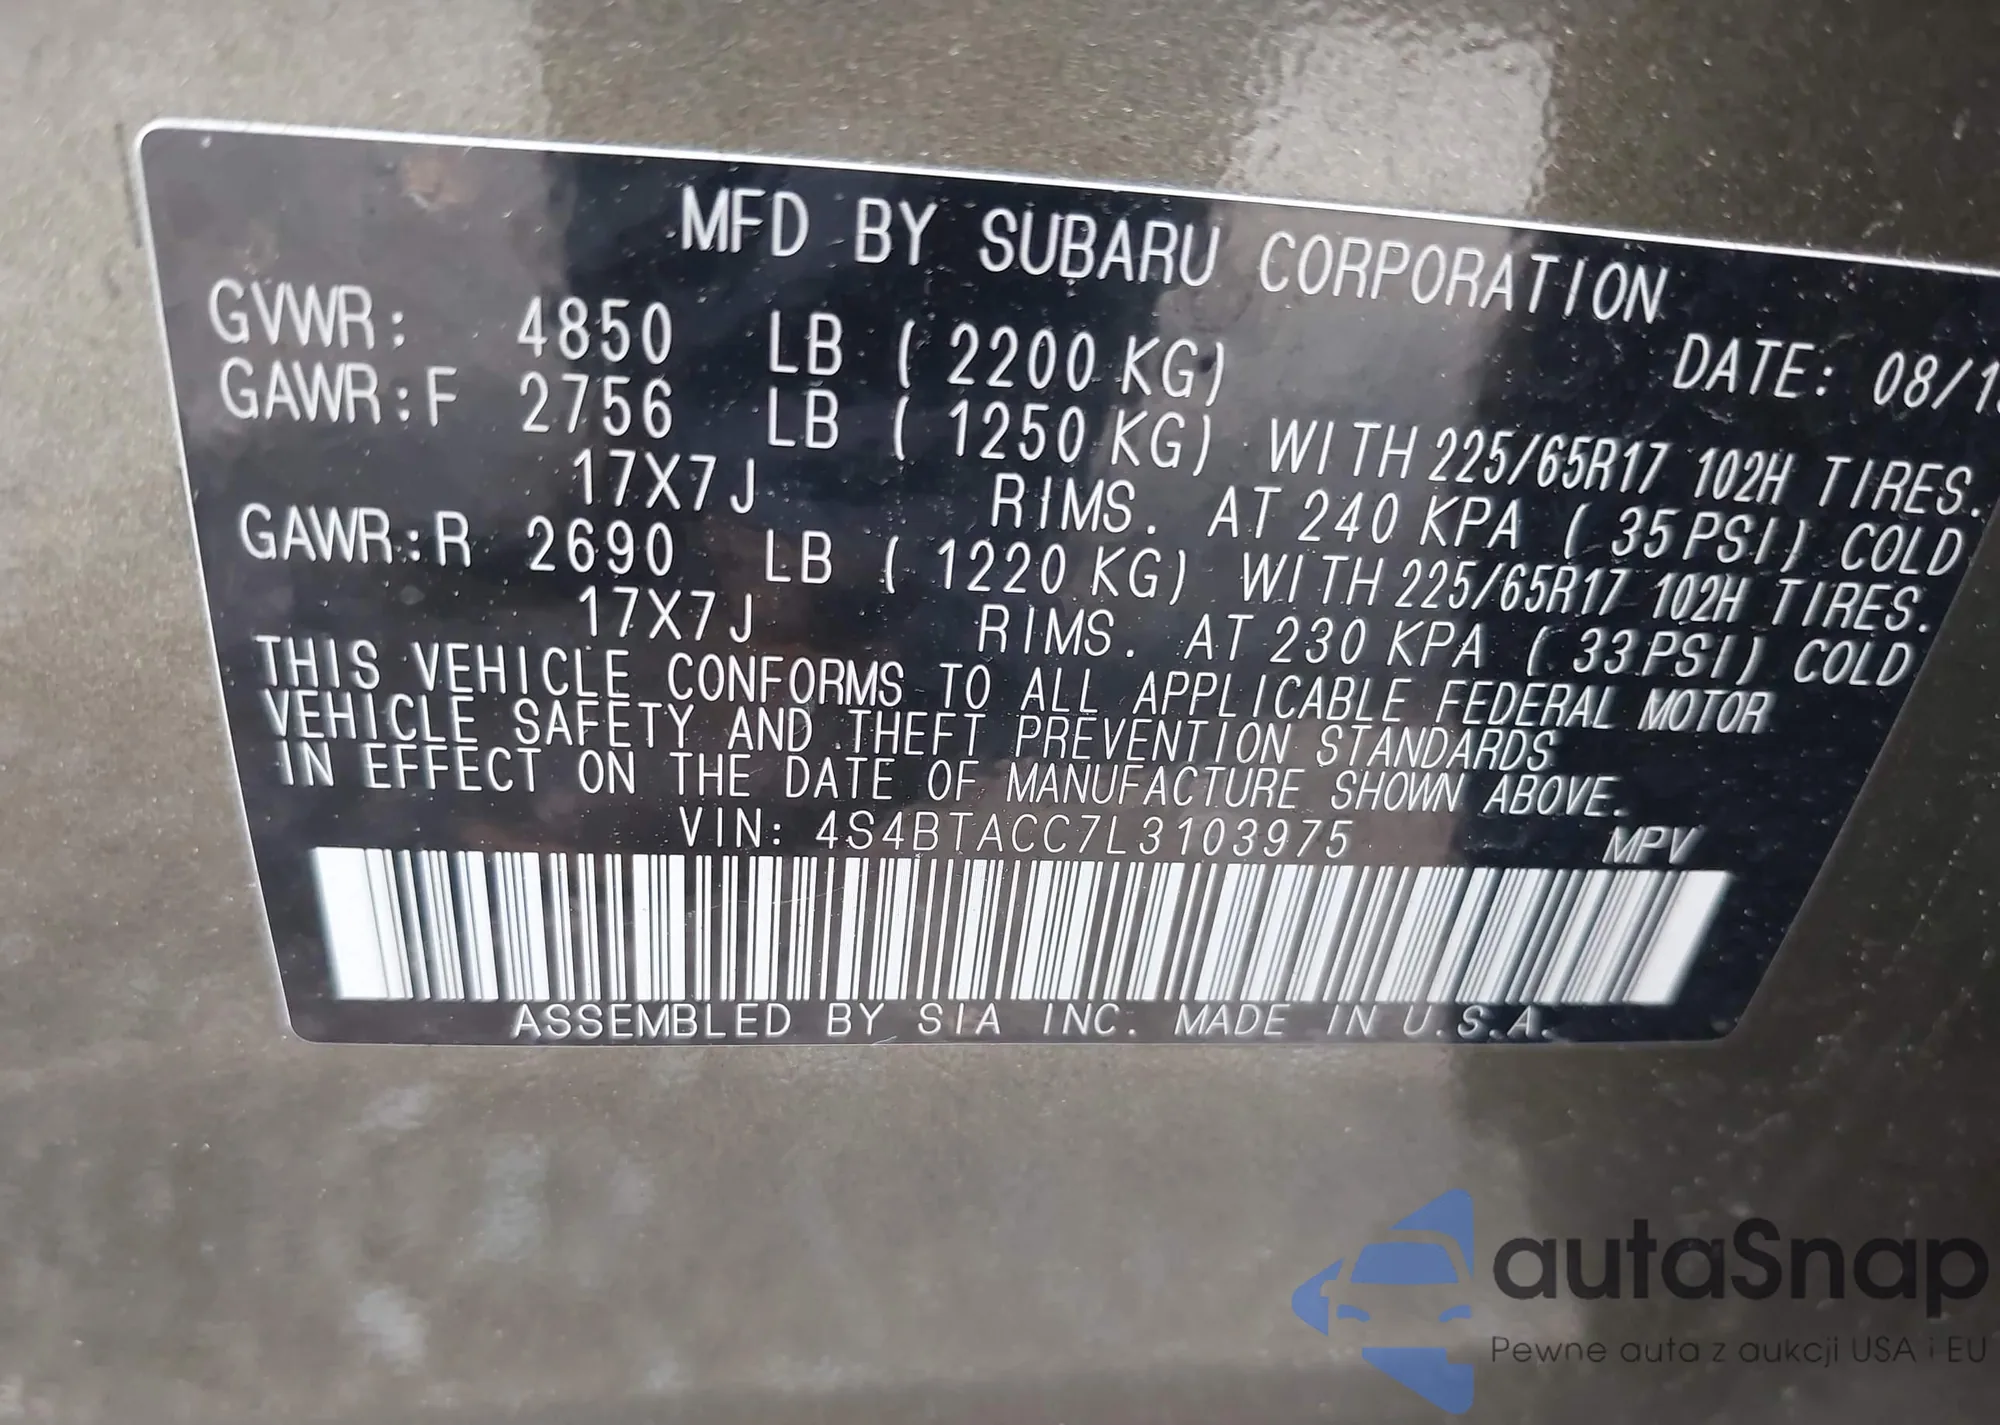 MFD BY SUBARU CORPORATION
GVWR: 4850 LB ( 2200 KG) DATE: 08/1
GAWR:F 2756 LB ( 1250 KG) WITH 225/65R17 102H TIRES.
17X7J RIMS. AT 240 KPA ( 35 PSI) COLD
GAWR:R 2690 LB ( 1220 KG) WITH 225/65R17 102H TIRES.
17X7J RIMS. AT 230 KPA ( 33 PSI) COLD
THIS VEHICLE CONFORMS TO ALL APPLICABLE FEDERAL MOTOR
VEHICLE SAFETY AND THEFT PREVENTION STANDARDS
IN EFFECT ON THE DATE OF MANUFACTURE SHOWN ABOVE.
VIN: 4S4BTACC7L3103975 MPV
ASSEMBLED BY SIA INC. MADE IN U.S.A.
autaSnap
Pewne auta z aukcji USA i EU